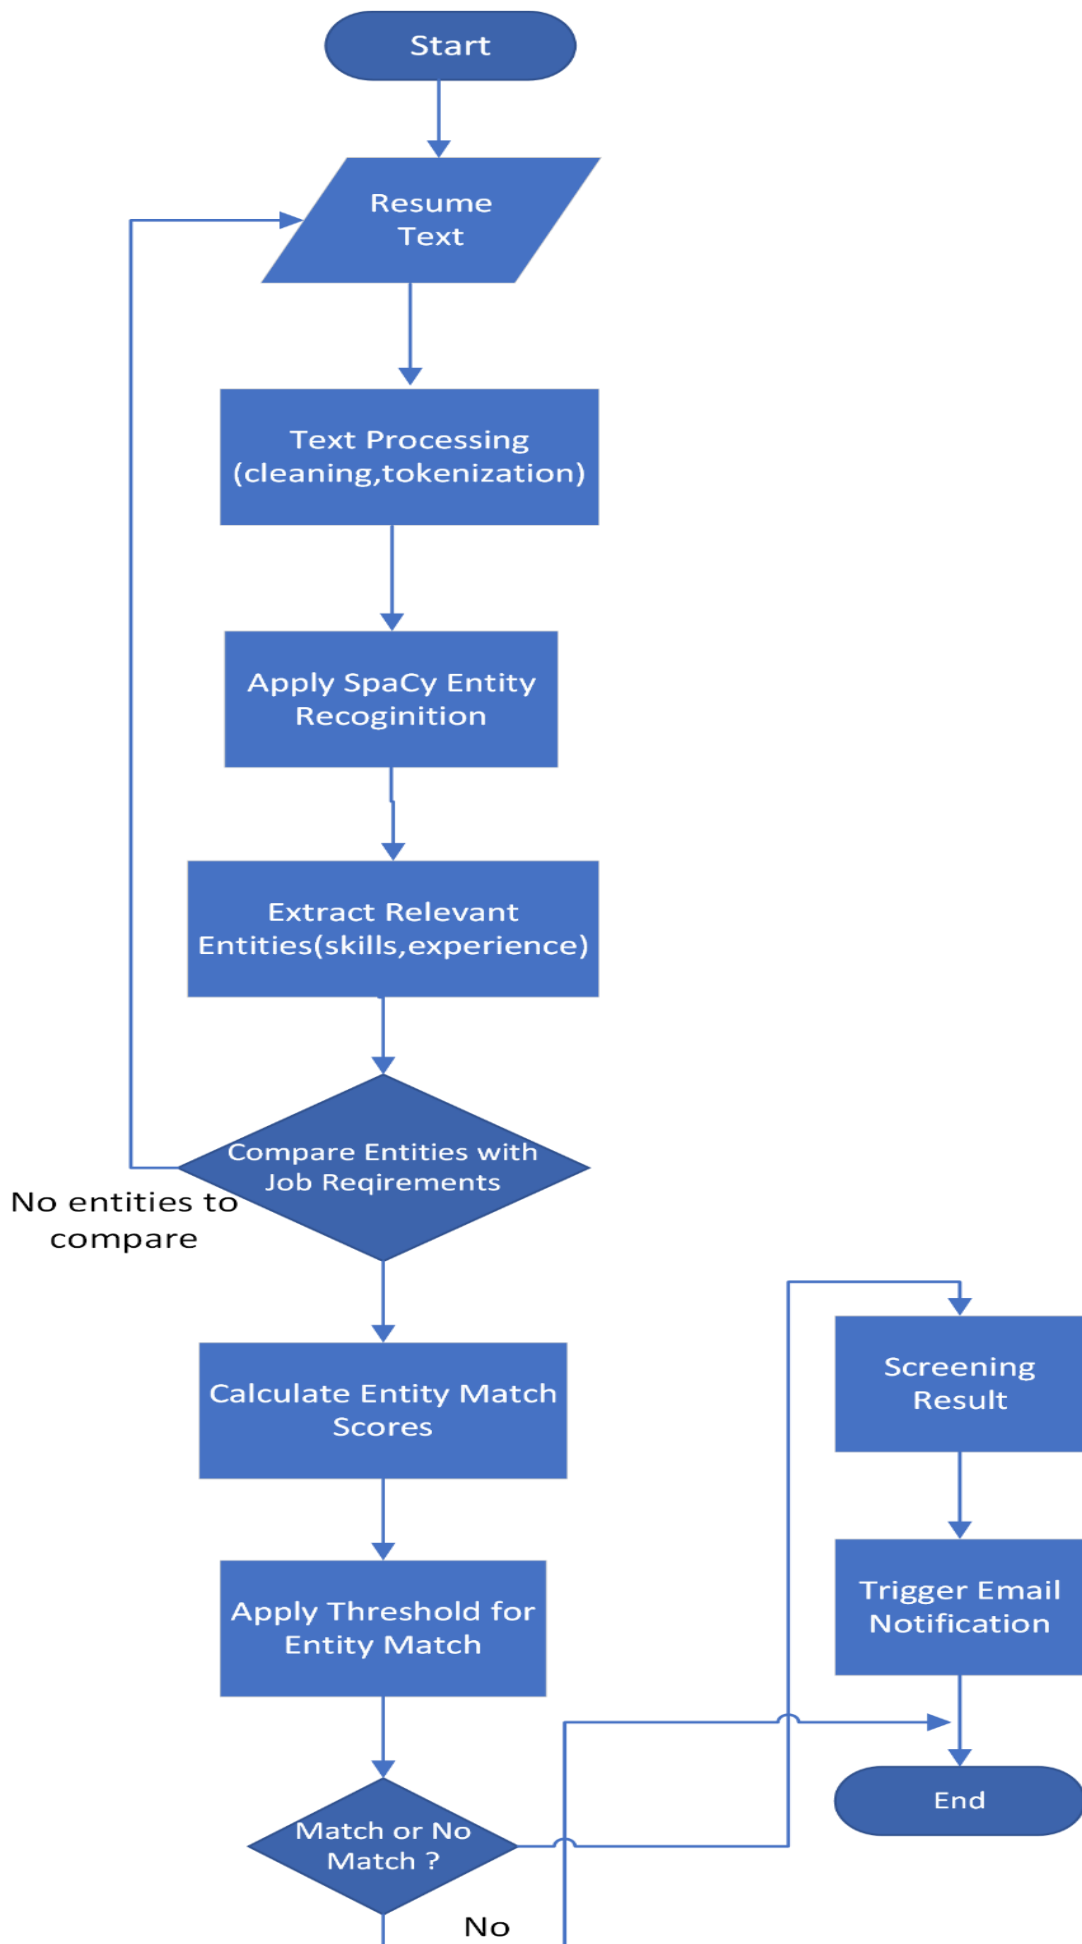 Start
Resume
Text
Text Processing
(cleaning,tokenization)
Apply SpaCy Entity
Recoginition
Extract Relevant
Entities(skills,experience)
Compare Entities with
Job Reqirements
No entities to
compare
Calculate Entity Match
Scores
Apply Threshold for
Entity Match
Match or No
Match ?
No
Screening
Result
Trigger Email
Notification
End